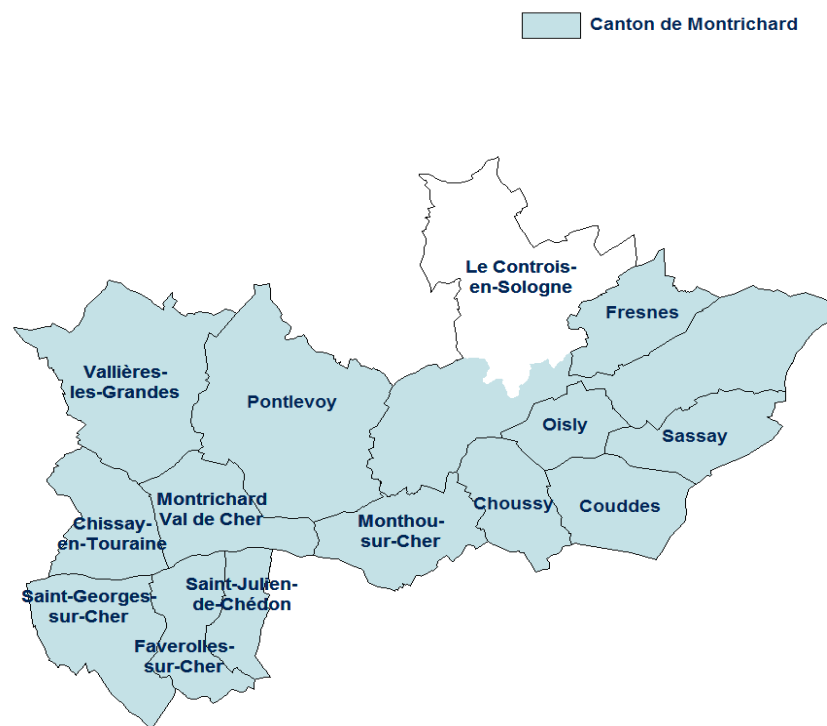 Canton de Montrichard
Le Controis-
en-Sologne
Fresnes
Vallières-
les-Grandes
Pontlevoy
Oisly
Sassay
Montrichard
Val de Cher
Choussy
Couddes
Chissay-
en-Touraine
Monthou-
sur-Cher
Saint-Georges-
sur-Cher
Saint-Julien-
de-Chédon
Faverolles-
sur-Cher